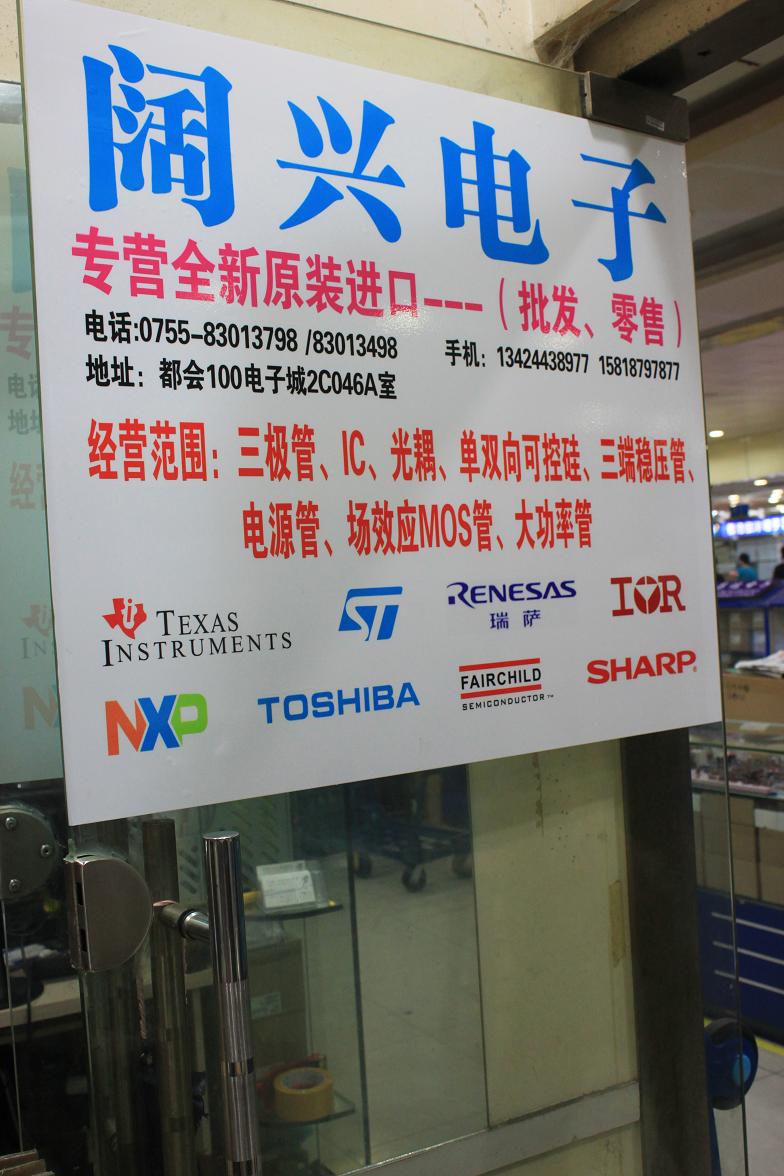 阔兴电子
专营全新原装进口---（批发、零售）
电话:0755-83013798 /83013498 手机：13424438977 15818797877
地址：都会100电子城2C046A室
经营范围：三极管、IC、光耦、单双向可控硅、三端稳压管、
电源管、场效应MOS管、大功率管
TEXAS INSTRUMENTS
ST
RENESAS
瑞萨
IOR
NXP
TOSHIBA
FAIRCHILD
SEMICONDUCTOR™
SHARP®